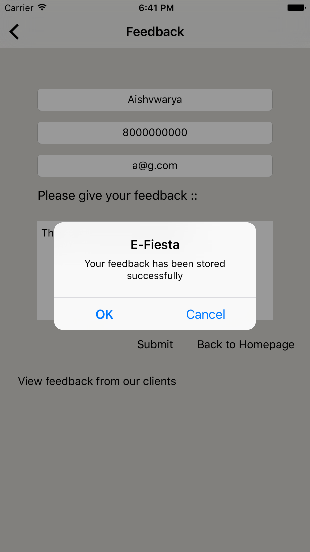 Carrier 6:41 PM
Feedback
Aishvwarya
8000000000
a@g.com
Please give your feedback ::
Th
E-Fiesta
Your feedback has been stored
successfully
OK Cancel
Submit Back to Homepage
View feedback from our clients